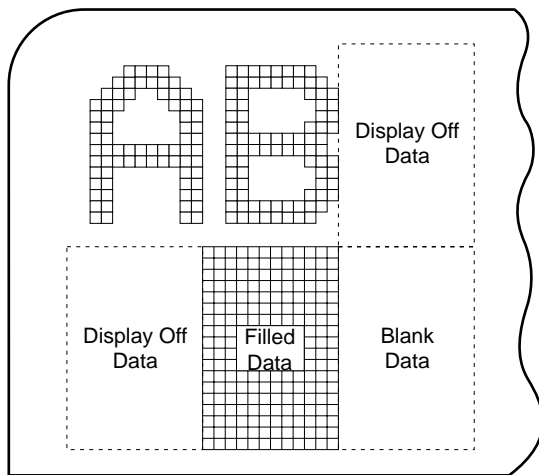 AB
Display Off
Data
Display Off
Data
Filled
Data
Blank
Data